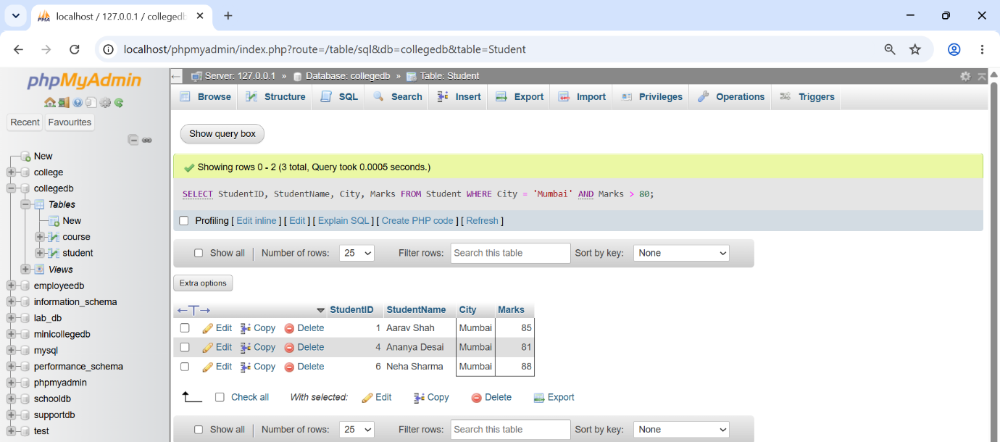 localhost / 127.0.0.1 / collegedb
localhost/phpmyadmin/index.php?route=/table/sql&db=collegedb&table=Student
phpMyAdmin
Recent Favourites
New
college
collegedb
Tables
New
course
student
Views
employeedb
information_schema
lab_db
minicollegedb
mysql
performance_schema
phpmyadmin
schooldb
supportdb
test
Server: 127.0.0.1 » Database: collegedb » Table: Student
Browse Structure SQL Search Insert Export Import Privileges Operations Triggers
Show query box
Showing rows 0 - 2 (3 total, Query took 0.0005 seconds.)
SELECT StudentID, StudentName, City, Marks FROM Student WHERE City = 'Mumbai' AND Marks > 80;
Profiling [ Edit inline ] [ Edit ] [ Explain SQL ] [ Create PHP code ] [ Refresh ]
Show all Number of rows: 25 Filter rows: Search this table Sort by key: None
Extra options
←T→ StudentID StudentName City Marks
Edit Copy Delete 1 Aarav Shah Mumbai 85
Edit Copy Delete 4 Ananya Desai Mumbai 81
Edit Copy Delete 6 Neha Sharma Mumbai 88
Check all With selected: Edit Copy Delete Export
Show all Number of rows: 25 Filter rows: Search this table Sort by key: None